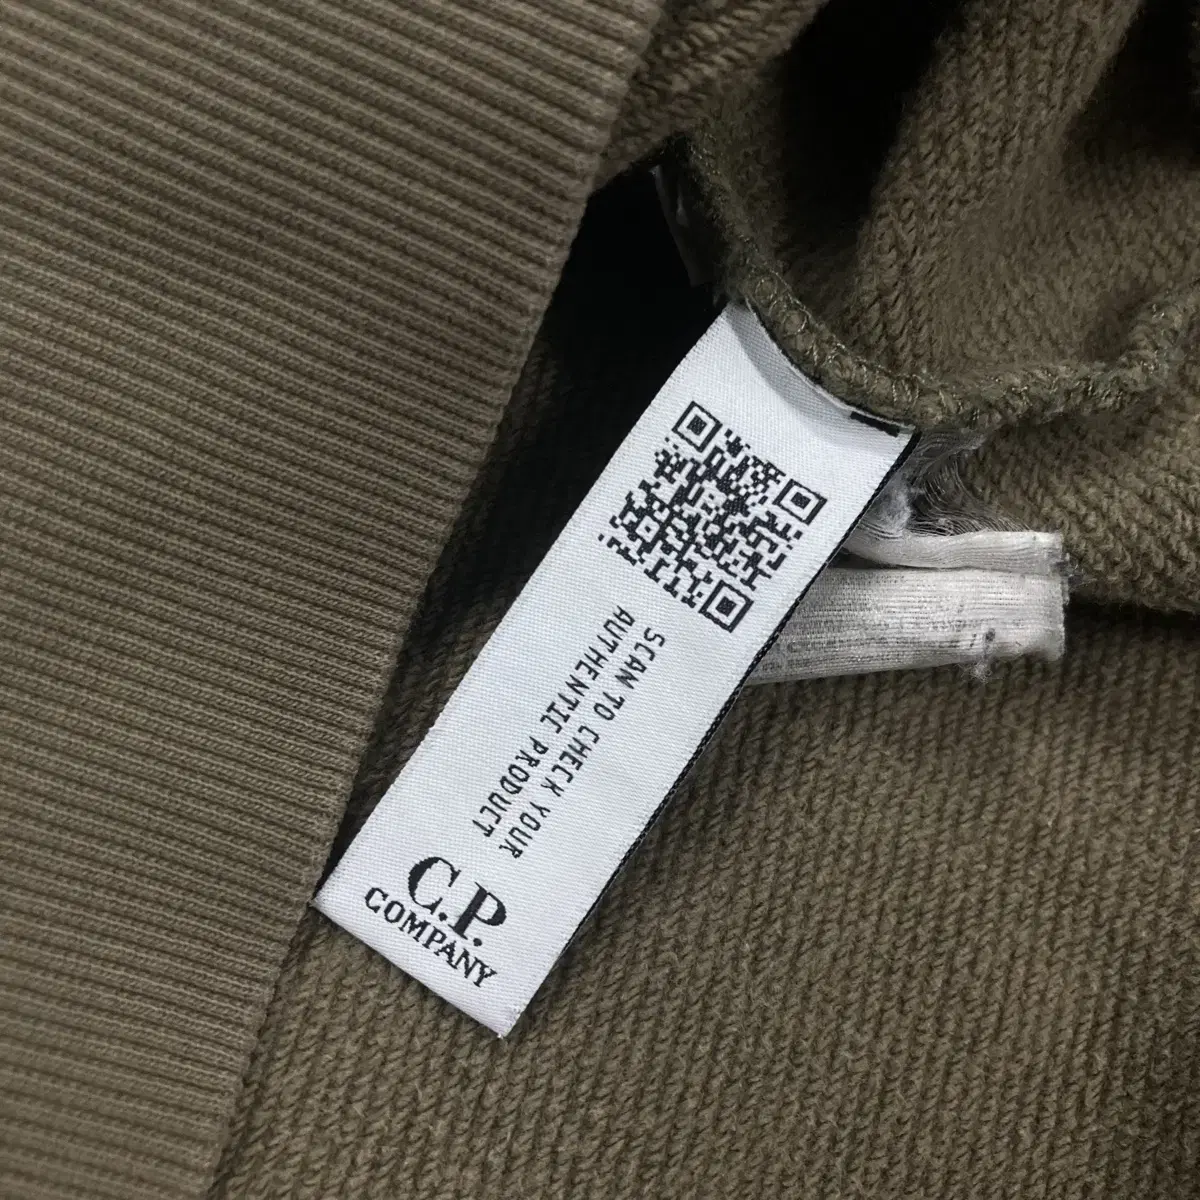 SCAN TO CHECK YOUR
AUTHENTIC PRODUCT
C.P.
COMPANY